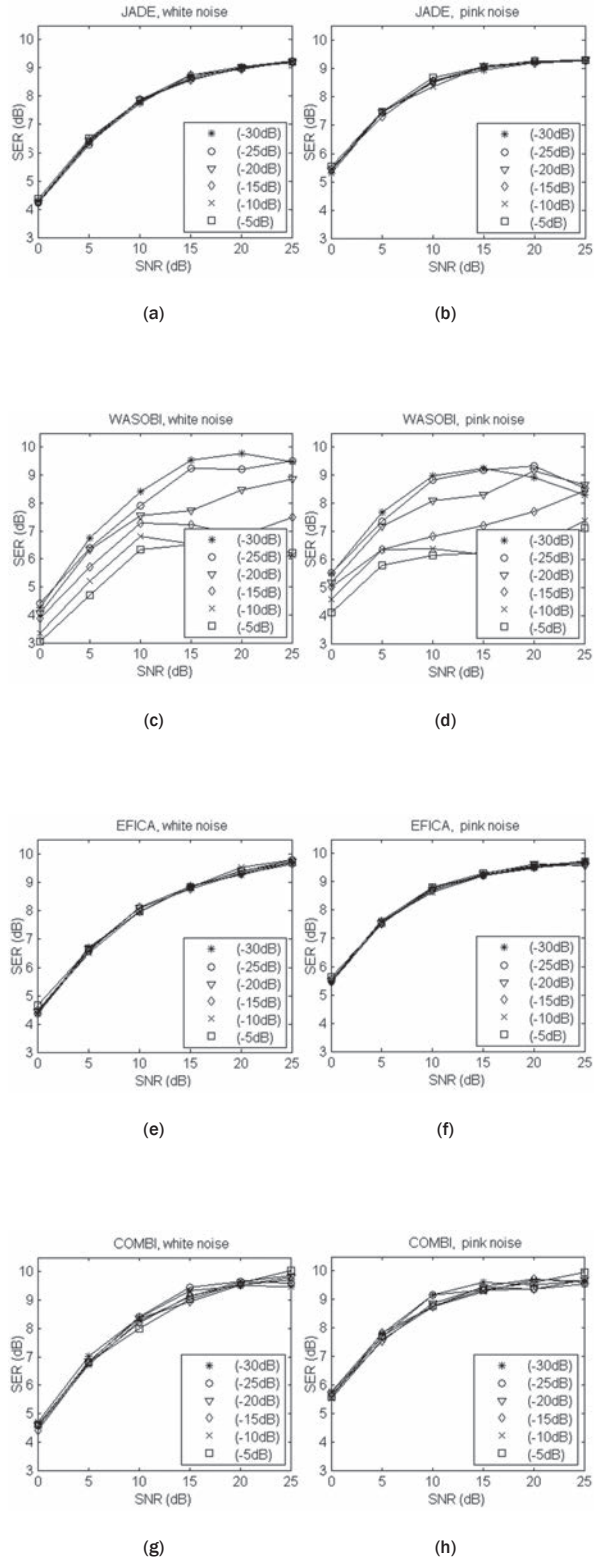 JADE, white noise
10
9
8
7
6
5
4
3
SER (dB)
(-30dB)
(-25dB)
(-20dB)
(-15dB)
(-10dB)
(-5dB)
0 5 10 15 20 25
SNR (dB)
(a)
JADE, pink noise
10
9
8
7
6
5
4
3
SER (dB)
(-30dB)
(-25dB)
(-20dB)
(-15dB)
(-10dB)
(-5dB)
0 5 10 15 20 25
SNR (dB)
(b)
WASOBI, white noise
10
9
8
7
6
5
4
3
SER (dB)
(-30dB)
(-25dB)
(-20dB)
(-15dB)
(-10dB)
(-5dB)
0 5 10 15 20 25
SNR (dB)
(c)
WASOBI, pink noise
10
9
8
7
6
5
4
3
SER (dB)
(-30dB)
(-25dB)
(-20dB)
(-15dB)
(-10dB)
(-5dB)
0 5 10 15 20 25
SNR (dB)
(d)
EFICA, white noise
10
9
8
7
6
5
4
3
SER (dB)
(-30dB)
(-25dB)
(-20dB)
(-15dB)
(-10dB)
(-5dB)
0 5 10 15 20 25
SNR (dB)
(e)
EFICA, pink noise
10
9
8
7
6
5
4
3
SER (dB)
(-30dB)
(-25dB)
(-20dB)
(-15dB)
(-10dB)
(-5dB)
0 5 10 15 20 25
SNR (dB)
(f)
COMBI, white noise
10
9
8
7
6
5
4
3
SER (dB)
(-30dB)
(-25dB)
(-20dB)
(-15dB)
(-10dB)
(-5dB)
0 5 10 15 20 25
SNR (dB)
(g)
COMBI, pink noise
10
9
8
7
6
5
4
3
SER (dB)
(-30dB)
(-25dB)
(-20dB)
(-15dB)
(-10dB)
(-5dB)
0 5 10 15 20 25
SNR (dB)
(h)